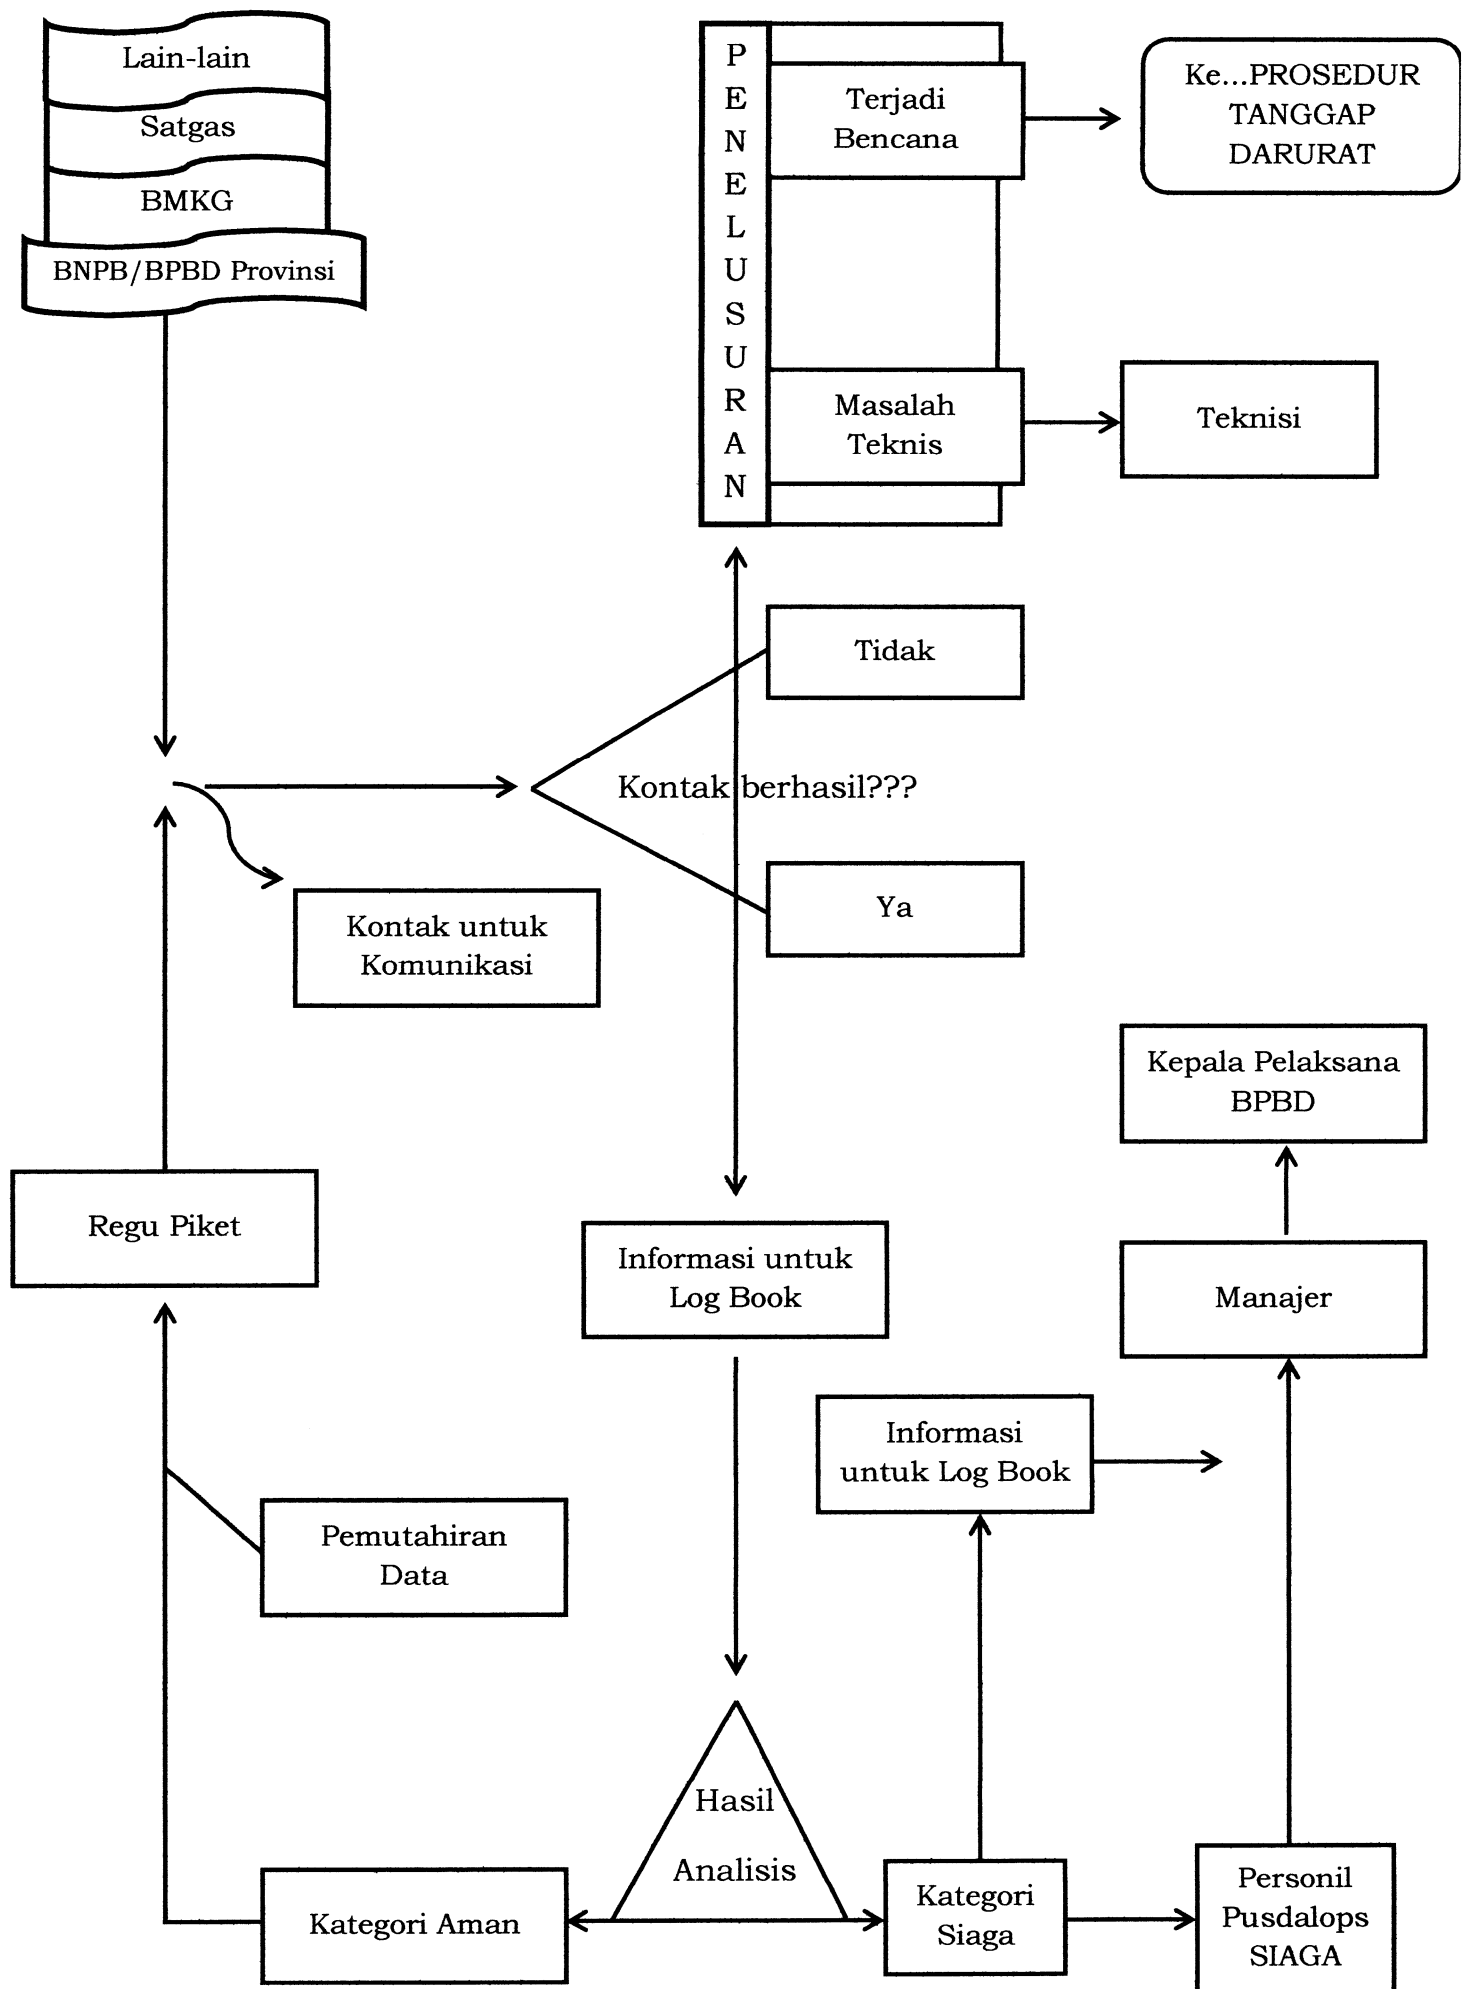 Lain-lain
Satgas
BMKG
BNPB/BPBD Provinsi
P
E
N
E
L
U
S
U
R
A
N
Terjadi
Bencana
Ke...PROSEDUR
TANGGAP
DARURAT
Masalah
Teknis
Teknisi
Tidak
Kontak berhasil???
Ya
Kontak untuk
Komunikasi
Kepala Pelaksana
BPBD
Regu Piket
Informasi untuk
Log Book
Manajer
Informasi
untuk Log Book
Pemutahiran
Data
Hasil
Analisis
Kategori Aman
Kategori
Siaga
Personil
Pusdalops
SIAGA